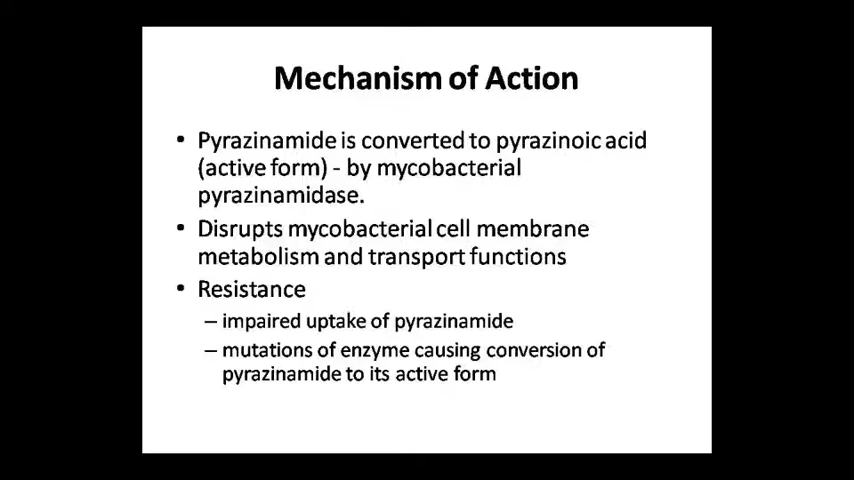 Mechanism of Action
• Pyrazinamide is converted to pyrazinoic acid
(active form) - by mycobacterial
pyrazinamidase.
• Disrupts mycobacterial cell membrane
metabolism and transport functions
• Resistance
– impaired uptake of pyrazinamide
– mutations of enzyme causing conversion of
pyrazinamide to its active form